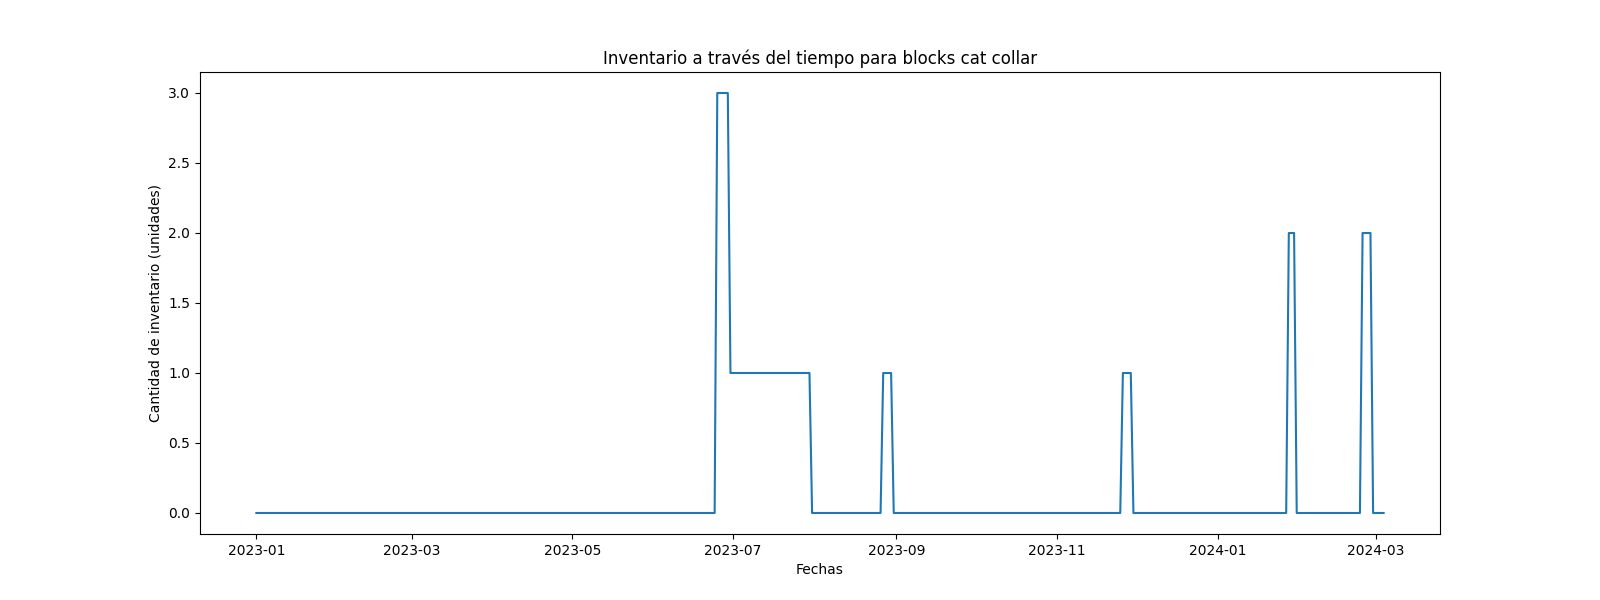 Inventario a través del tiempo para blocks cat collar
Cantidad de inventario (unidades)
3.0
2.5
2.0
1.5
1.0
0.5
0.0
2023-01 2023-03 2023-05 2023-07 2023-09 2023-11 2024-01 2024-03
Fechas